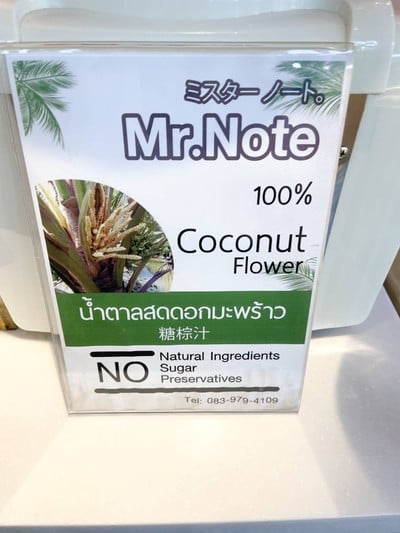 ミスターノート。
Mr.Note
100%
Coconut
Flower
น้ำตาลสดดอกมะพร้าว
糖棕汁
NO
Natural Ingredients
Sugar
Preservatives
Tel: 083-979-4109